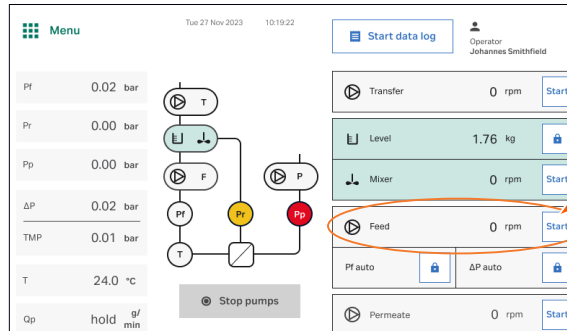 Menu
Tue 27 Nov 2023 10:19:22
Start data log
Operator
Johannes Smithfield
Pf 0.02 bar
Pr 0.00 bar
Pp 0.00 bar
ΔP 0.02 bar
TMP 0.01 bar
T 24.0 °C
Qp hold g/min
T
F
P
Pf
Pr
Pp
T
Stop pumps
Transfer 0 rpm Start
Level 1.76 kg
Mixer 0 rpm Start
Feed 0 rpm Start
Pf auto
ΔP auto
Permeate 0 rpm Start